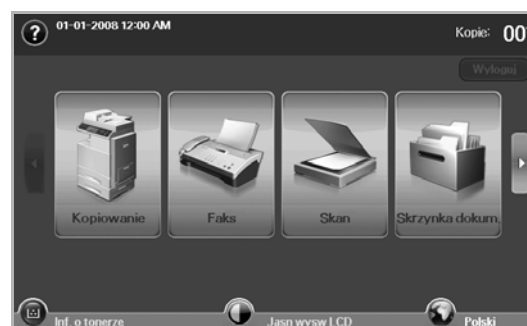 ?
01-01-2008 12:00 AM
Kopie: 00
Wyloguj
Kopiowanie
Faks
Skan
Skrzynka dokum.
Inf. o tonerze
Jasn wysw LCD
Polski